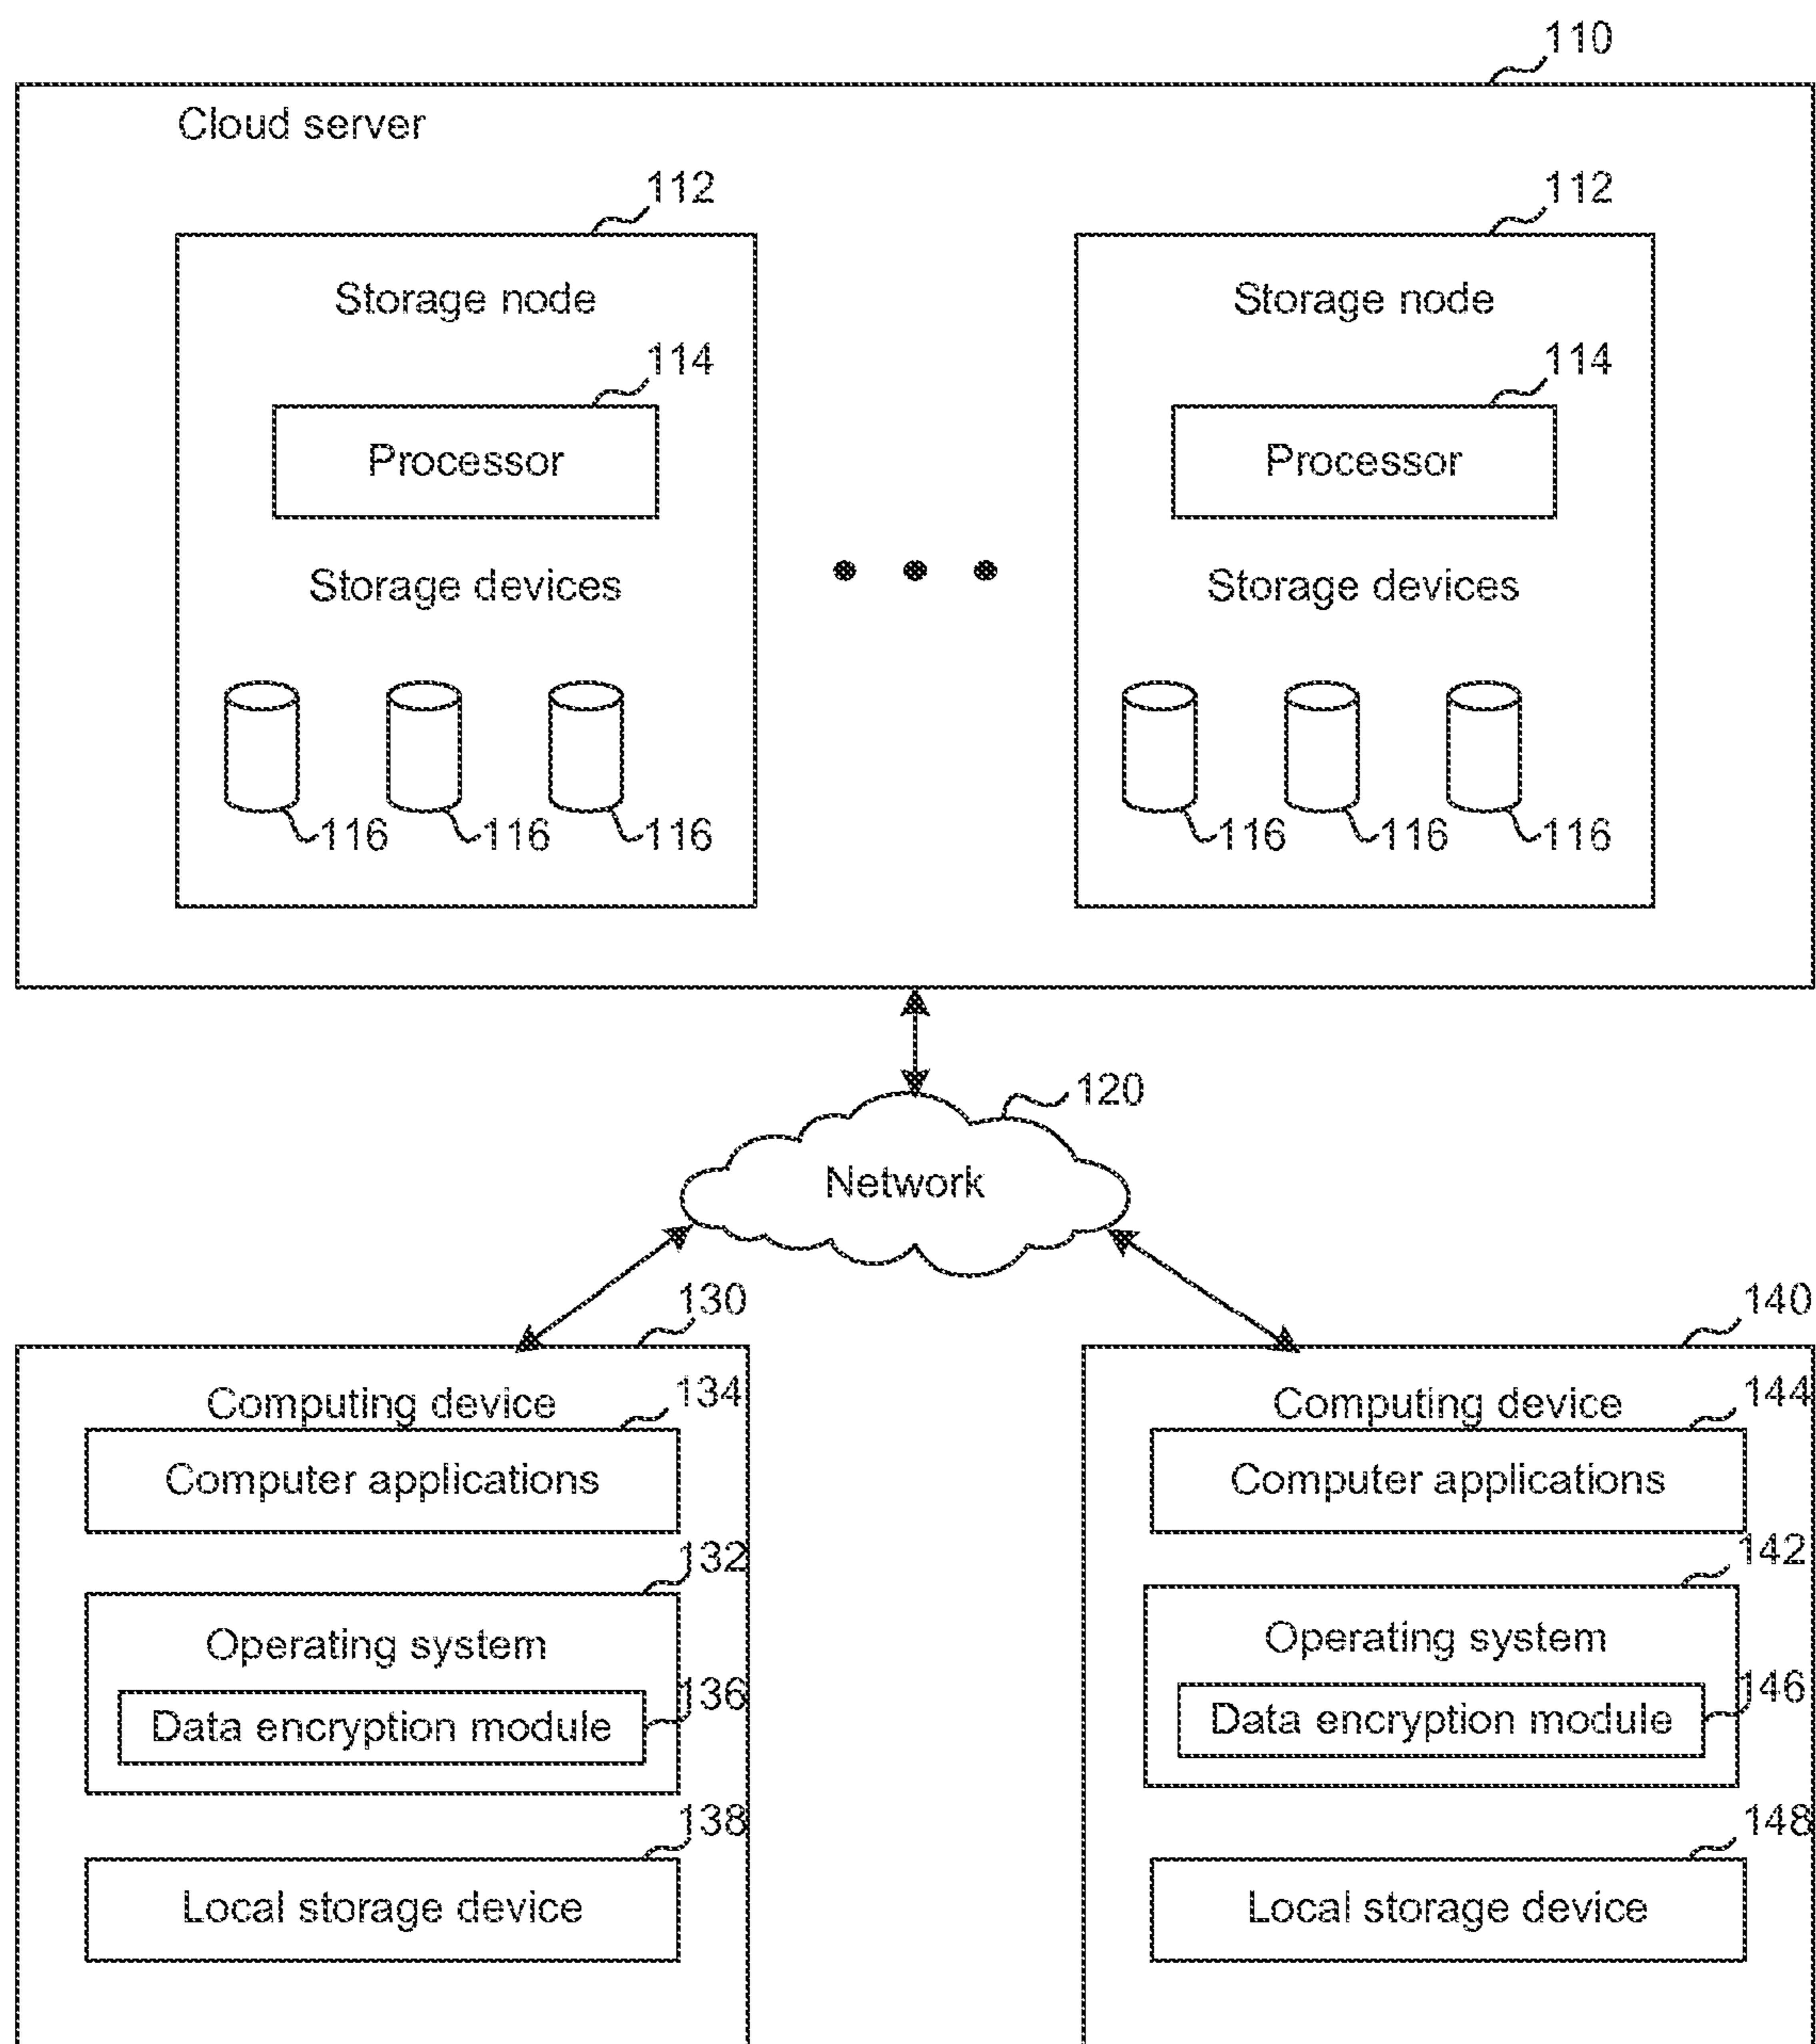 110
Cloud server
112
112
Storage node
Storage node
114
114
Processor
Processor
Storage devices
Storage devices
116
116
116
116
116
116
120
Network
130
140
Computing device
134
Computing device
144
Computer applications
Computer applications
132
142
Operating system
Operating system
136
146
Data encryption module
Data encryption module
138
148
Local storage device
Local storage device